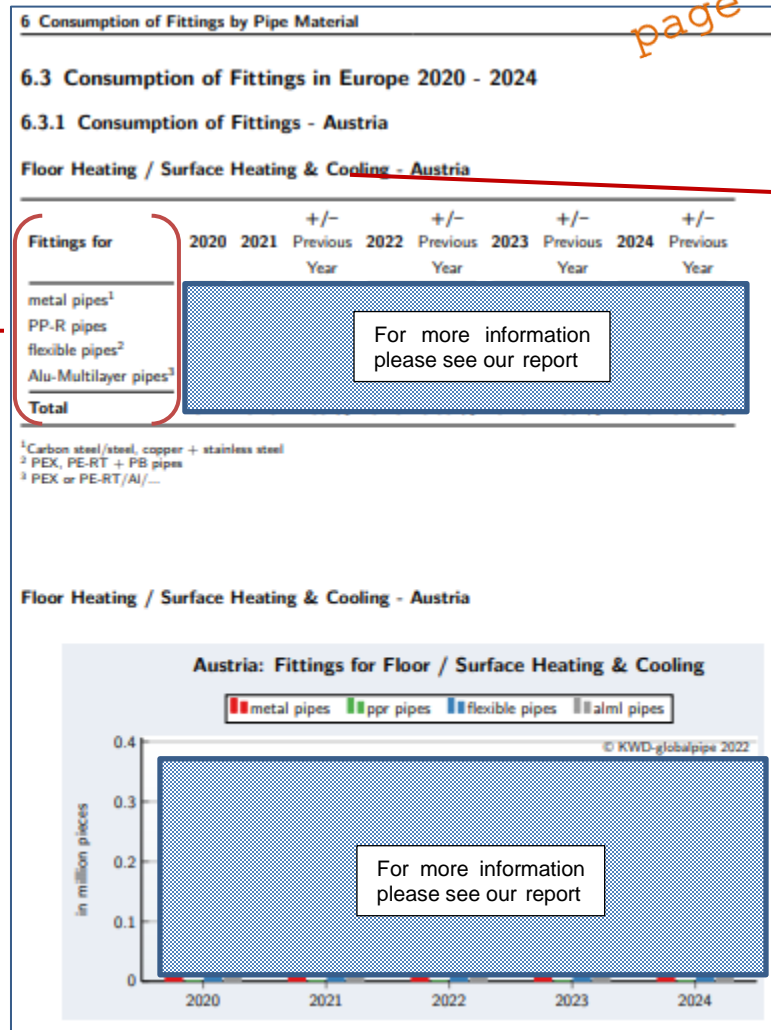 6 Consumption of Fittings by Pipe Material
page
6.3 Consumption of Fittings in Europe 2020 - 2024
6.3.1 Consumption of Fittings - Austria
Floor Heating / Surface Heating & Cooling - Austria
+/− +/− +/− +/−
Fittings for 2020 2021 Previous 2022 Previous 2023 Previous 2024 Previous
Year Year Year Year
metal pipes¹
PP-R pipes
flexible pipes²
Alu-Multilayer pipes³
Total
For more information
please see our report
¹Carbon steel/steel, copper + stainless steel
² PEX, PE-RT + PB pipes
³ PEX or PE-RT/Al/...
Floor Heating / Surface Heating & Cooling - Austria
Austria: Fittings for Floor / Surface Heating & Cooling
metal pipes ppr pipes flexible pipes alml pipes
© KWD-globalpipe 2022
in million pieces
0.4
0.3
0.2
0.1
0
For more information
please see our report
2020 2021 2022 2023 2024